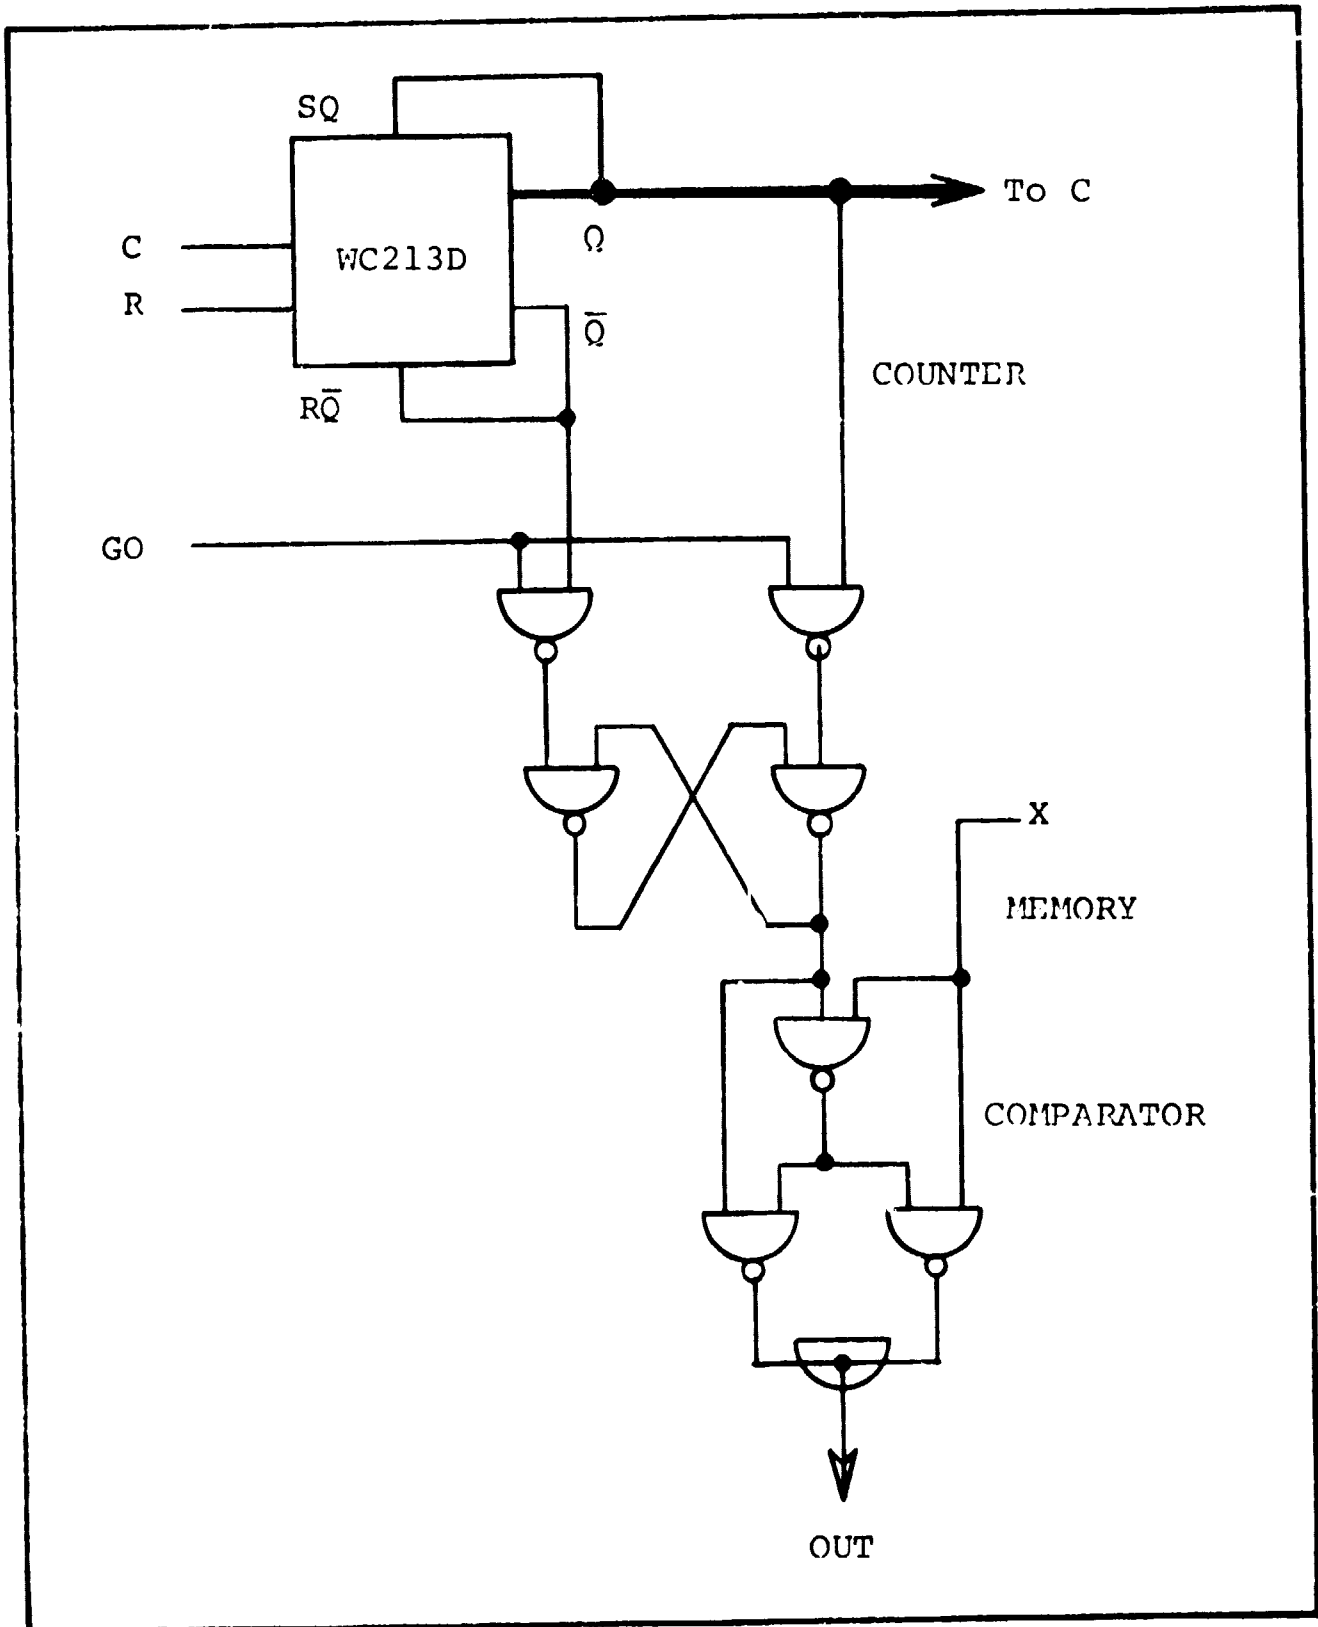 SQ
To C
Q
C
WC213D
R
Q̅
COUNTER
RQ̅
GO
X
MEMORY
COMPARATOR
OUT